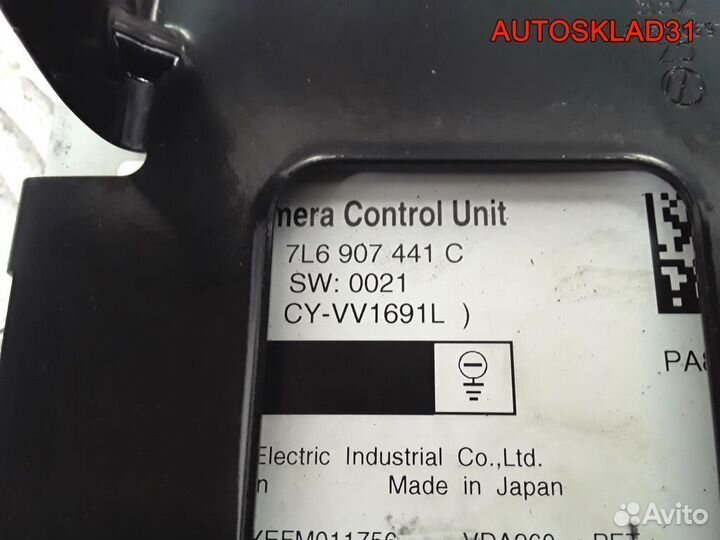 AUTOSKLAD31
mera Control Unit
7L6 907 441 C
SW: 0021
CY-VV1691L )
PA8
Electric Industrial Co.,Ltd.
n Made in Japan
Avito